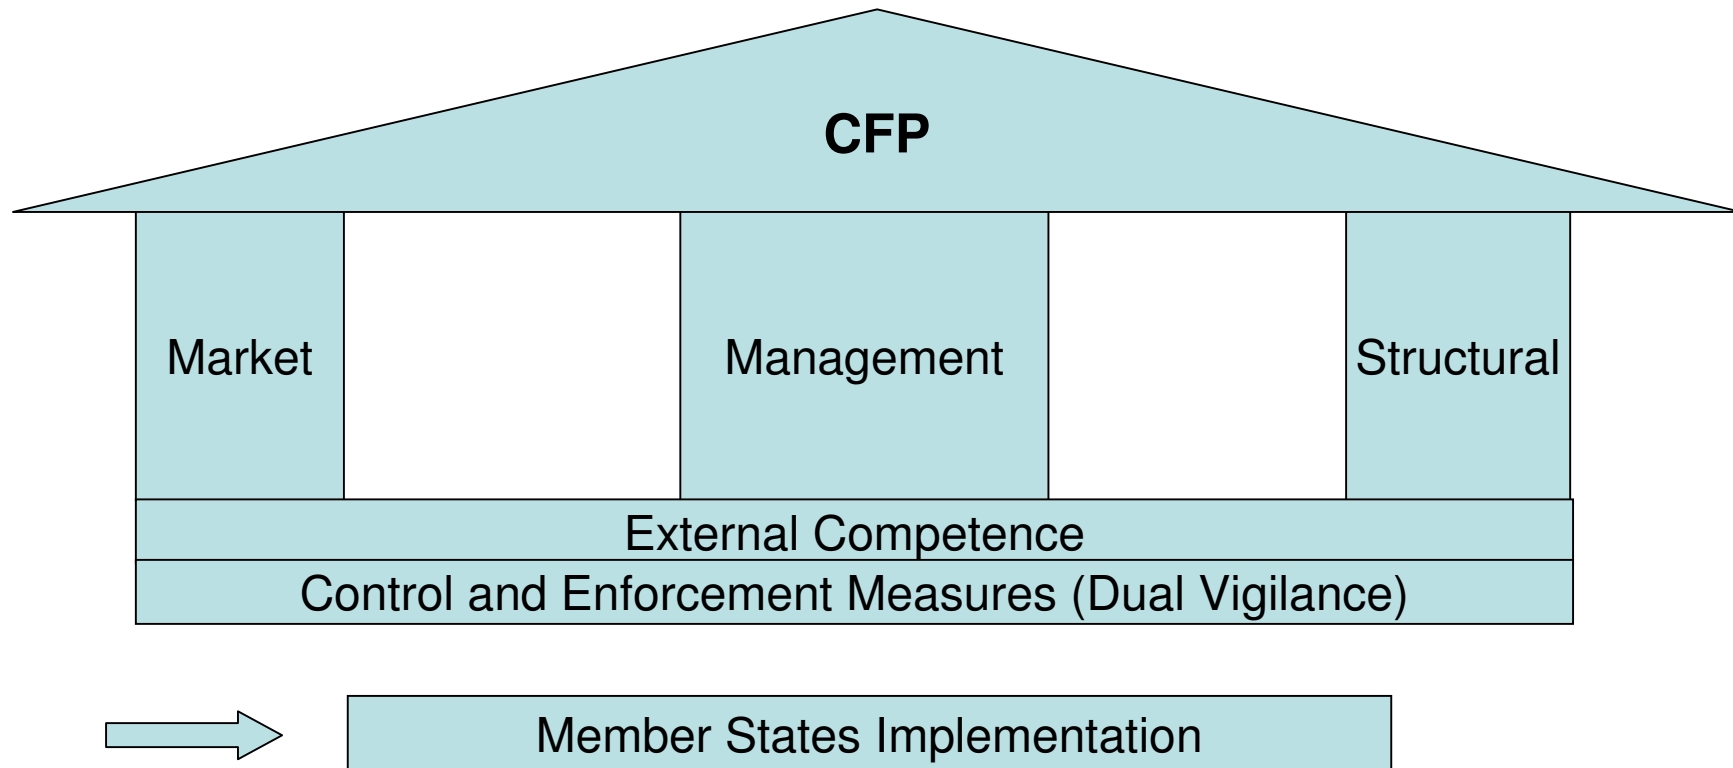 CFP
Market
Management
Structural
External Competence
Control and Enforcement Measures (Dual Vigilance)
Member States Implementation